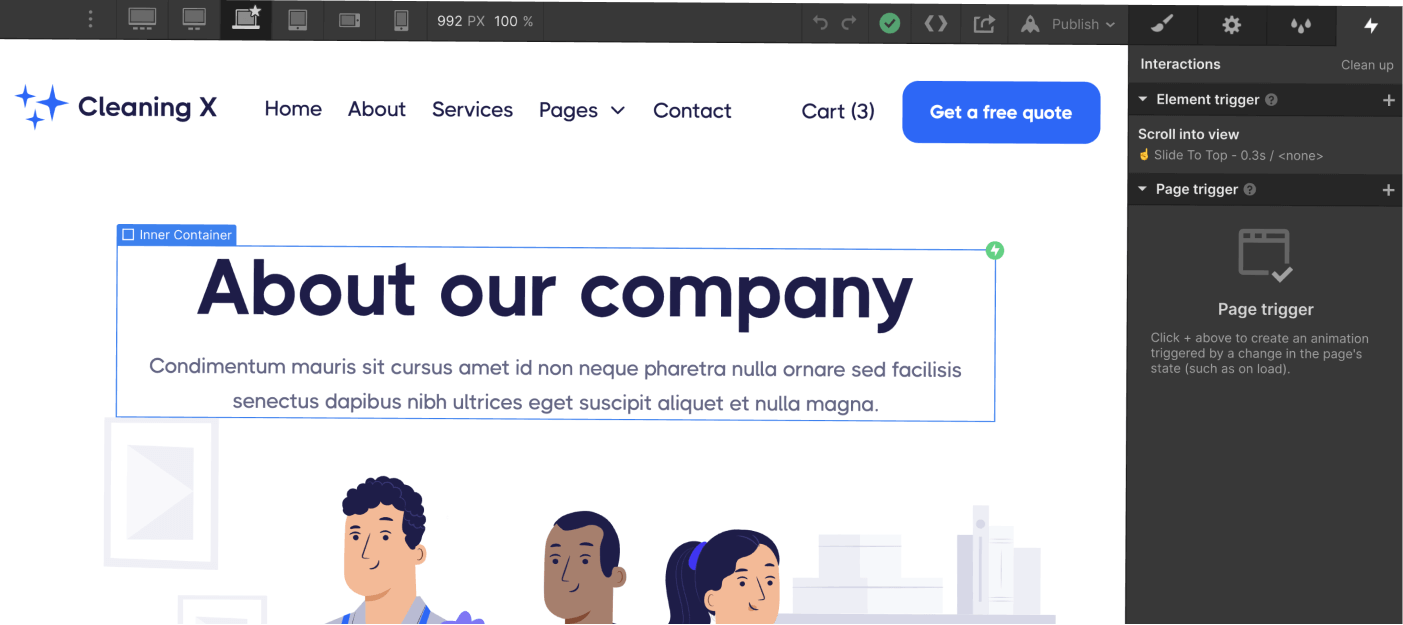 992 PX 100 %
Publish
Interactions
Clean up
Element trigger
Scroll into view
Slide To Top - 0.3s / <none>
Page trigger
Page trigger
Click + above to create an animation
triggered by a change in the page's
state (such as on load).
Cleaning X
Home About Services Pages Contact
Cart (3)
Get a free quote
Inner Container
About our company
Condimentum mauris sit cursus amet id non neque pharetra nulla ornare sed facilisis
senectus dapibus nibh ultrices eget suscipit aliquet et nulla magna.